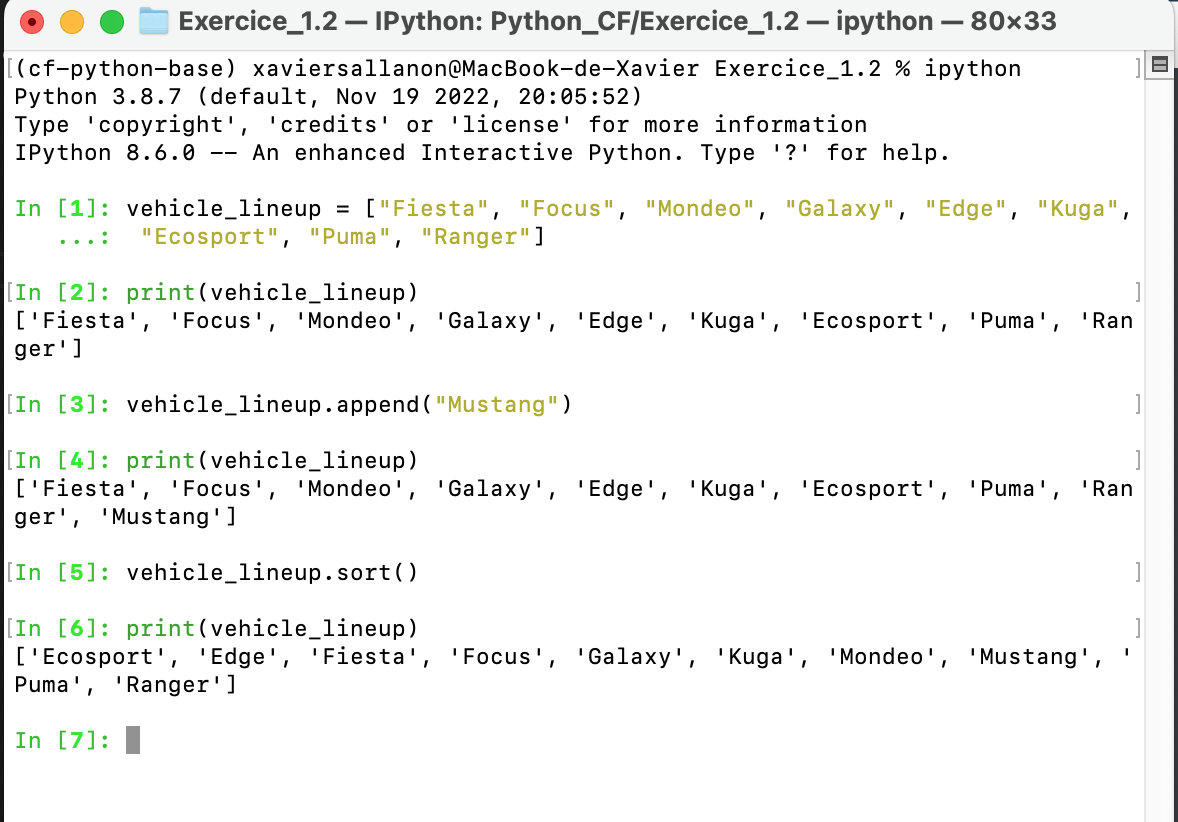 Exercice_1.2 — IPython: Python_CF/Exercice_1.2 — ipython — 80×33
[(cf-python-base) xaviersallanon@MacBook-de-Xavier Exercice_1.2 % ipython ]
Python 3.8.7 (default, Nov 19 2022, 20:05:52)
Type 'copyright', 'credits' or 'license' for more information
IPython 8.6.0 -- An enhanced Interactive Python. Type '?' for help.
In [1]: vehicle_lineup = ["Fiesta", "Focus", "Mondeo", "Galaxy", "Edge", "Kuga",
...: "Ecosport", "Puma", "Ranger"]
[In [2]: print(vehicle_lineup) ]
['Fiesta', 'Focus', 'Mondeo', 'Galaxy', 'Edge', 'Kuga', 'Ecosport', 'Puma', 'Ran
ger']
[In [3]: vehicle_lineup.append("Mustang") ]
[In [4]: print(vehicle_lineup) ]
['Fiesta', 'Focus', 'Mondeo', 'Galaxy', 'Edge', 'Kuga', 'Ecosport', 'Puma', 'Ran
ger', 'Mustang']
[In [5]: vehicle_lineup.sort() ]
[In [6]: print(vehicle_lineup) ]
['Ecosport', 'Edge', 'Fiesta', 'Focus', 'Galaxy', 'Kuga', 'Mondeo', 'Mustang', '
Puma', 'Ranger']
In [7]: